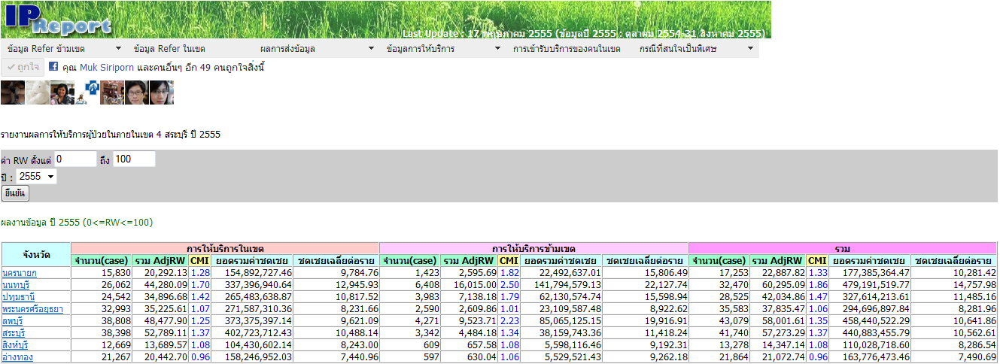 IP Report
Last Update : 17 พฤษภาคม 2555 (ข้อมูลปี 2555 : ตุลาคม 2554-31 สิงหาคม 2555)
ข้อมูล Refer ข้ามเขต ข้อมูล Refer ในเขต ผลการส่งข้อมูล ข้อมูลการให้บริการ การเข้ารับบริการของคนในเขต กรณีที่สนใจเป็นพิเศษ
ถูกใจ คุณ Muk Siriporn และคนอื่นๆ อีก 49 คนถูกใจสิ่งนี้
รายงานผลการให้บริการผู้ป่วยในภายในเขต 4 สระบุรี ปี 2555
ค่า RW ตั้งแต่ 0 ถึง 100
ปี : 2555
ยืนยัน
ผลงานข้อมูล ปี 2555 (0<=RW<=100)
จังหวัด การให้บริการในเขต การให้บริการข้ามเขต รวม
จำนวน(case) รวม AdjRW CMI ยอดรวมค่าชดเชย ชดเชยเฉลี่ยต่อราย จำนวน(case) รวม AdjRW CMI ยอดรวมค่าชดเชย ชดเชยเฉลี่ยต่อราย จำนวน(case) รวม AdjRW CMI ยอดรวมค่าชดเชย ชดเชยเฉลี่ยต่อราย
นครนายก 15,830 20,292.13 1.28 154,892,727.46 9,784.76 1,423 2,595.69 1.82 22,492,637.01 15,806.49 17,253 22,887.82 1.33 177,385,364.47 10,281.42
นนทบุรี 26,062 44,280.09 1.70 337,396,940.64 12,945.93 6,408 16,015.00 2.50 141,794,579.13 22,127.74 32,470 60,295.09 1.86 479,191,519.77 14,757.98
ปทุมธานี 24,542 34,896.68 1.42 265,483,638.87 10,817.52 3,983 7,138.18 1.79 62,130,574.74 15,598.94 28,525 42,034.86 1.47 327,614,213.61 11,485.16
พระนครศรีอยุธยา 32,993 35,225.61 1.07 271,587,310.36 8,231.66 2,590 2,609.86 1.01 23,109,587.48 8,922.62 35,583 37,835.47 1.06 294,696,897.84 8,281.96
ลพบุรี 38,808 48,477.90 1.25 373,375,397.14 9,621.09 4,271 9,523.71 2.23 85,065,125.15 19,916.91 43,079 58,001.61 1.35 458,440,522.29 10,641.86
สระบุรี 38,398 52,789.11 1.37 402,723,712.43 10,488.14 3,342 4,484.18 1.34 38,159,743.36 11,418.24 41,740 57,273.29 1.37 440,883,455.79 10,562.61
สิงห์บุรี 12,669 13,689.57 1.08 104,430,602.14 8,243.00 609 657.58 1.08 5,598,116.46 9,192.31 13,278 14,347.14 1.08 110,028,718.60 8,286.54
อ่างทอง 21,267 20,442.70 0.96 158,246,952.03 7,440.96 597 630.04 1.06 5,529,521.43 9,262.18 21,864 21,072.74 0.96 163,776,473.46 7,490.69